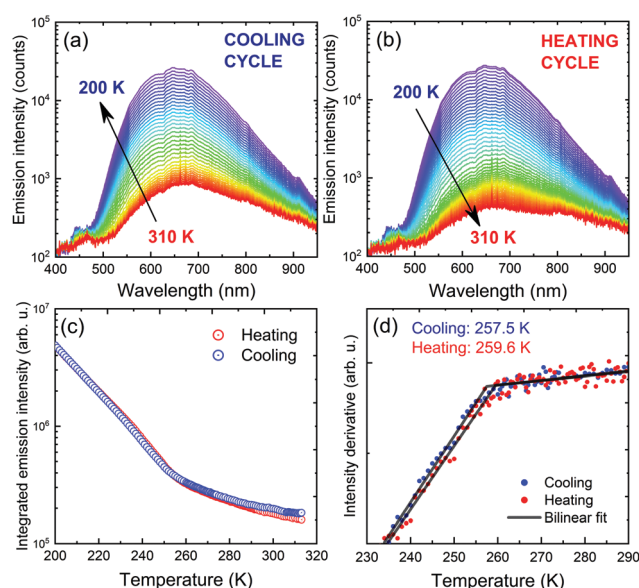 (a)
COOLING
CYCLE
200 K
310 K
Emission intensity (counts)
10^5
10^4
10^3
10^2
400 500 600 700 800 900
Wavelength (nm)
(b)
HEATING
CYCLE
200 K
310 K
Emission intensity (counts)
10^5
10^4
10^3
10^2
400 500 600 700 800 900
Wavelength (nm)
(c)
Heating
Cooling
Integrated emission intensity (arb. u.)
10^7
10^6
10^5
200 220 240 260 280 300 320
Temperature (K)
(d)
Cooling: 257.5 K
Heating: 259.6 K
Cooling
Heating
Bilinear fit
Intensity derivative (arb. u.)
230 240 250 260 270 280 290
Temperature (K)